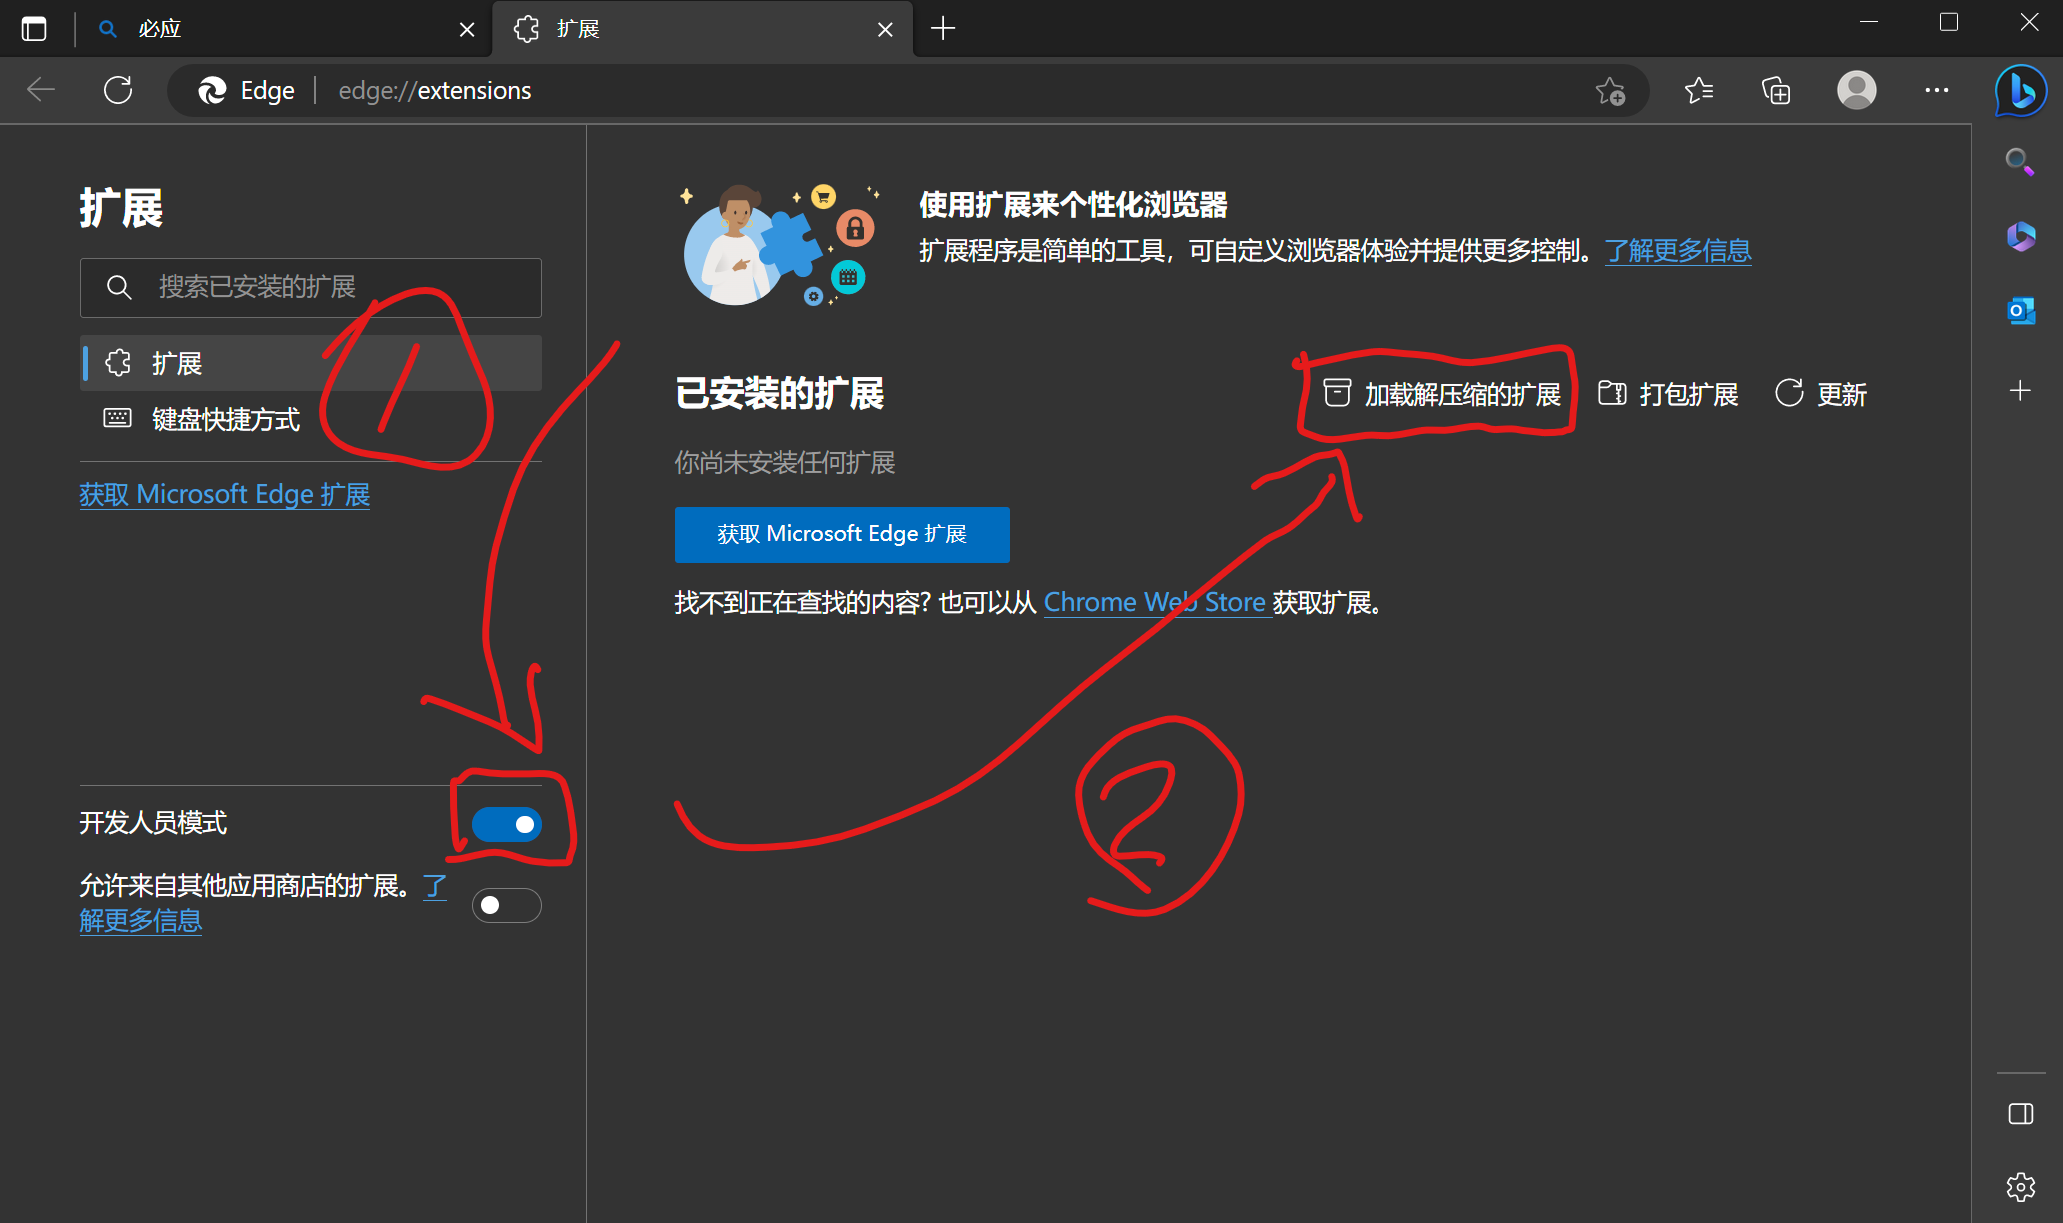 必应
扩展
Edge
edge://extensions
扩展
搜索已安装的扩展
扩展
键盘快捷方式
获取 Microsoft Edge 扩展
开发人员模式
允许来自其他应用商店的扩展。了
解更多信息
使用扩展来个性化浏览器
扩展程序是简单的工具，可自定义浏览器体验并提供更多控制。了解更多信息
已安装的扩展
加载解压缩的扩展
打包扩展
更新
你尚未安装任何扩展
获取 Microsoft Edge 扩展
找不到正在查找的内容? 也可以从 Chrome Web Store 获取扩展。
1
2